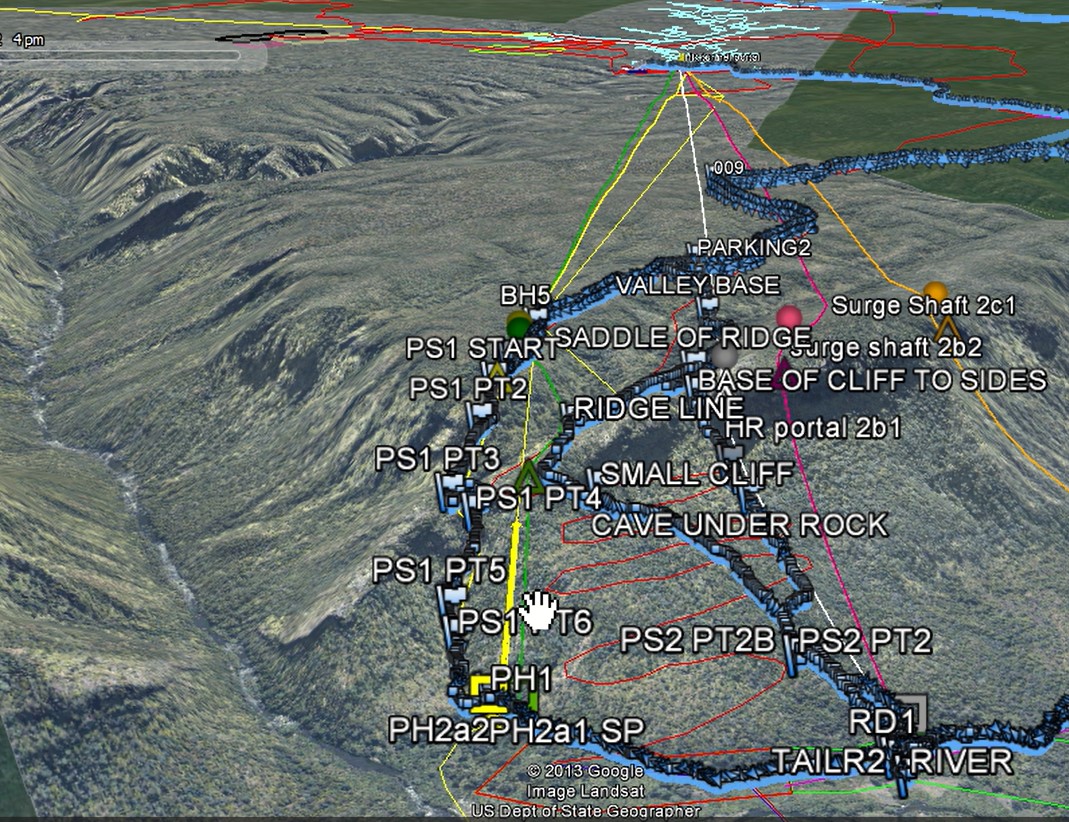 4pm
009
PARKING2
VALLEY BASE
BH5
Surge Shaft 2c1
SADDLE OF RIDGE
PS1 START
surge shaft 2b2
BASE OF CLIFF TO SIDES
PS1 PT2
RIDGE LINE
HR portal 2b1
PS1 PT3
SMALL CLIFF
PS1 PT4
CAVE UNDER ROCK
PS1 PT5
PS1 PT6
PS2 PT2B
PS2 PT2
PH1
RD1
PH2a2
PH2a1 SP
TAILR2
RIVER
© 2013 Google
Image Landsat
US Dept of State Geographer